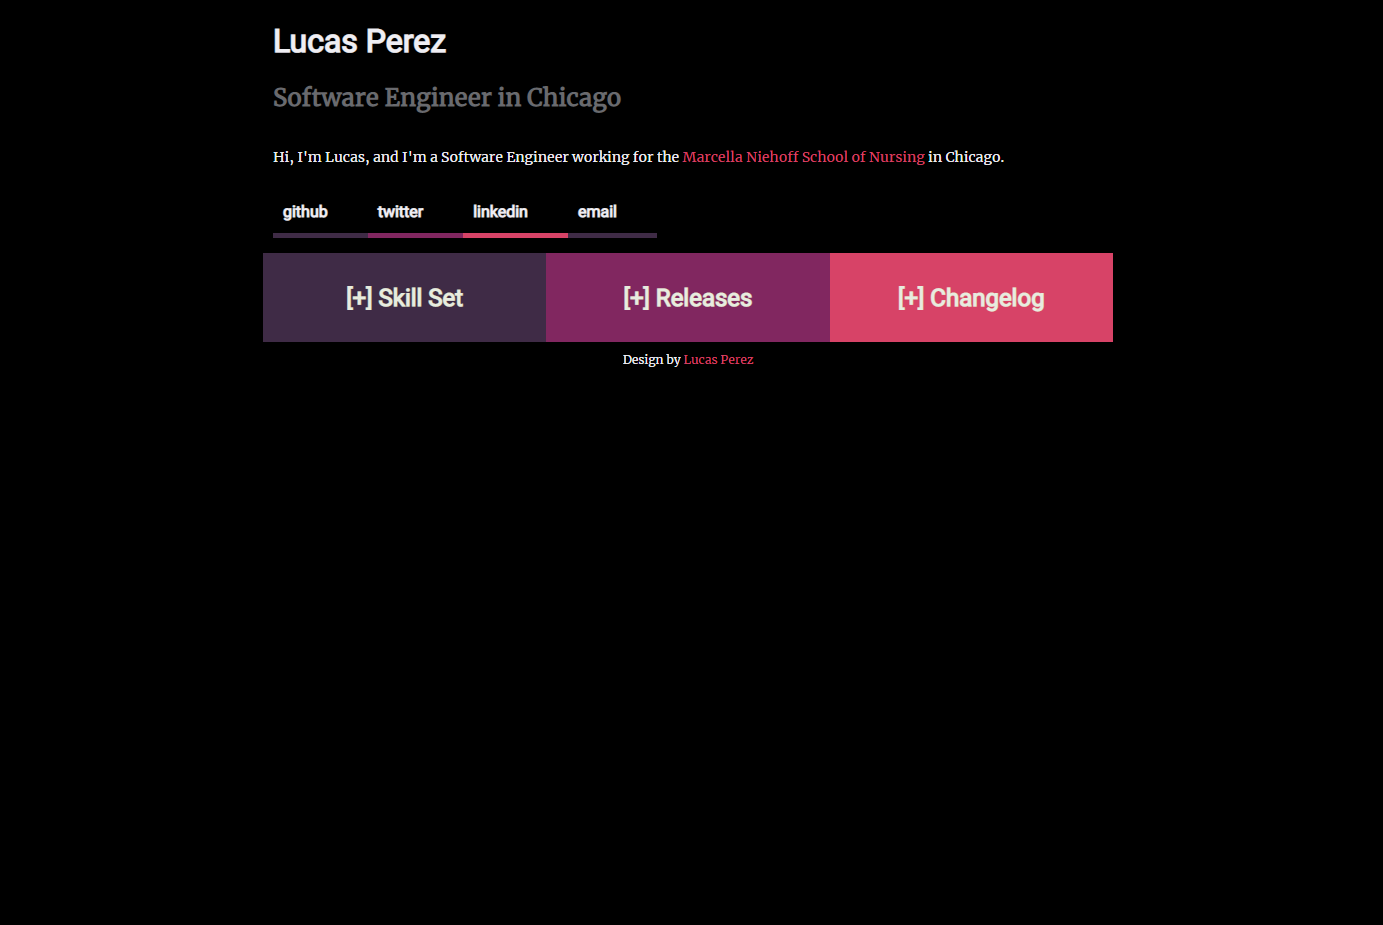 Lucas Perez
Software Engineer in Chicago
Hi, I'm Lucas, and I'm a Software Engineer working for the Marcella Niehoff School of Nursing in Chicago.
github twitter linkedin email
[+] Skill Set [+] Releases [+] Changelog
Design by Lucas Perez